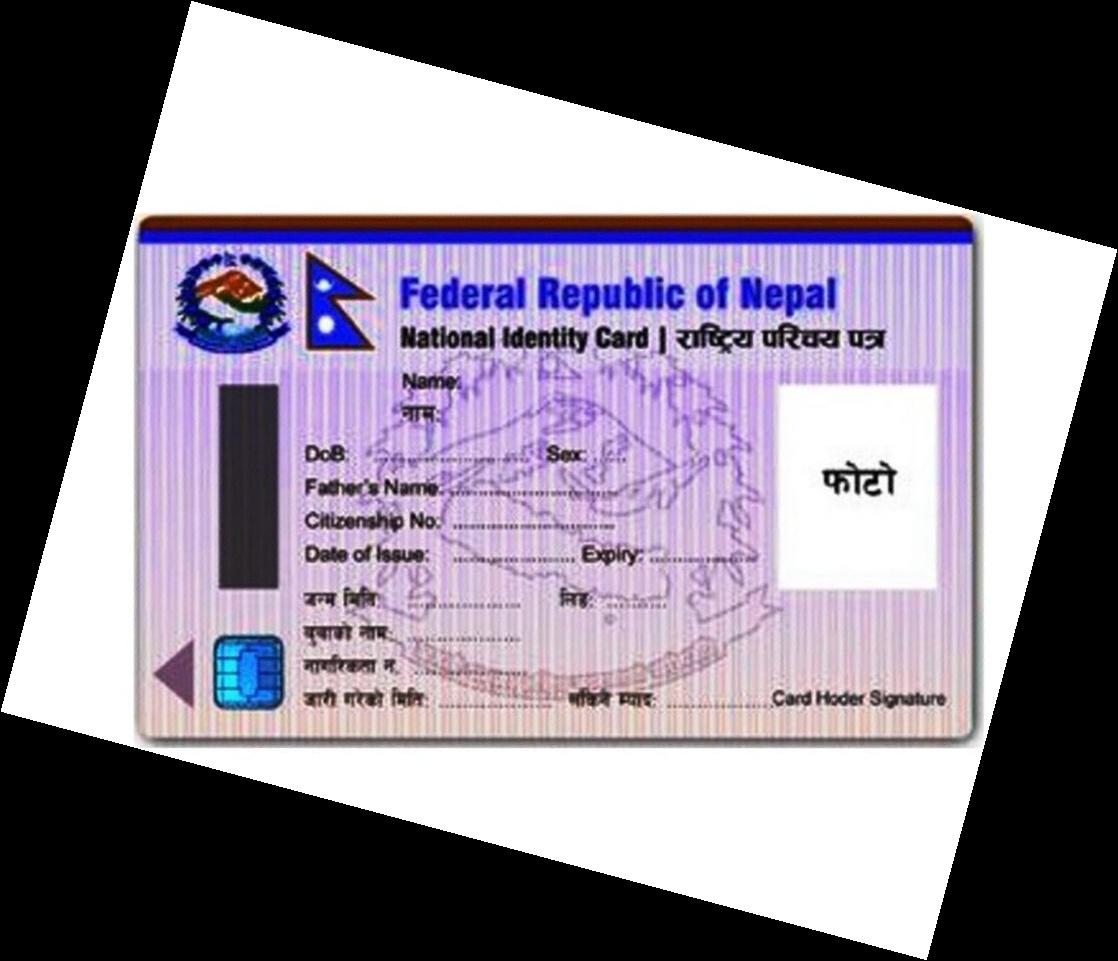 Federal Republic of Nepal
National Identity Card | राष्ट्रिय परिचय पत्र
Name:
नाम:
DoB: Sex:
Father's Name:
फोटो
Citizenship No:
Date of Issue: Expiry:
जन्म मिति: लिङ्ग:
बुवाको नाम:
नागरिकता नं.
जारी गरेको मिति: म्याद:
Card Hoder Signature